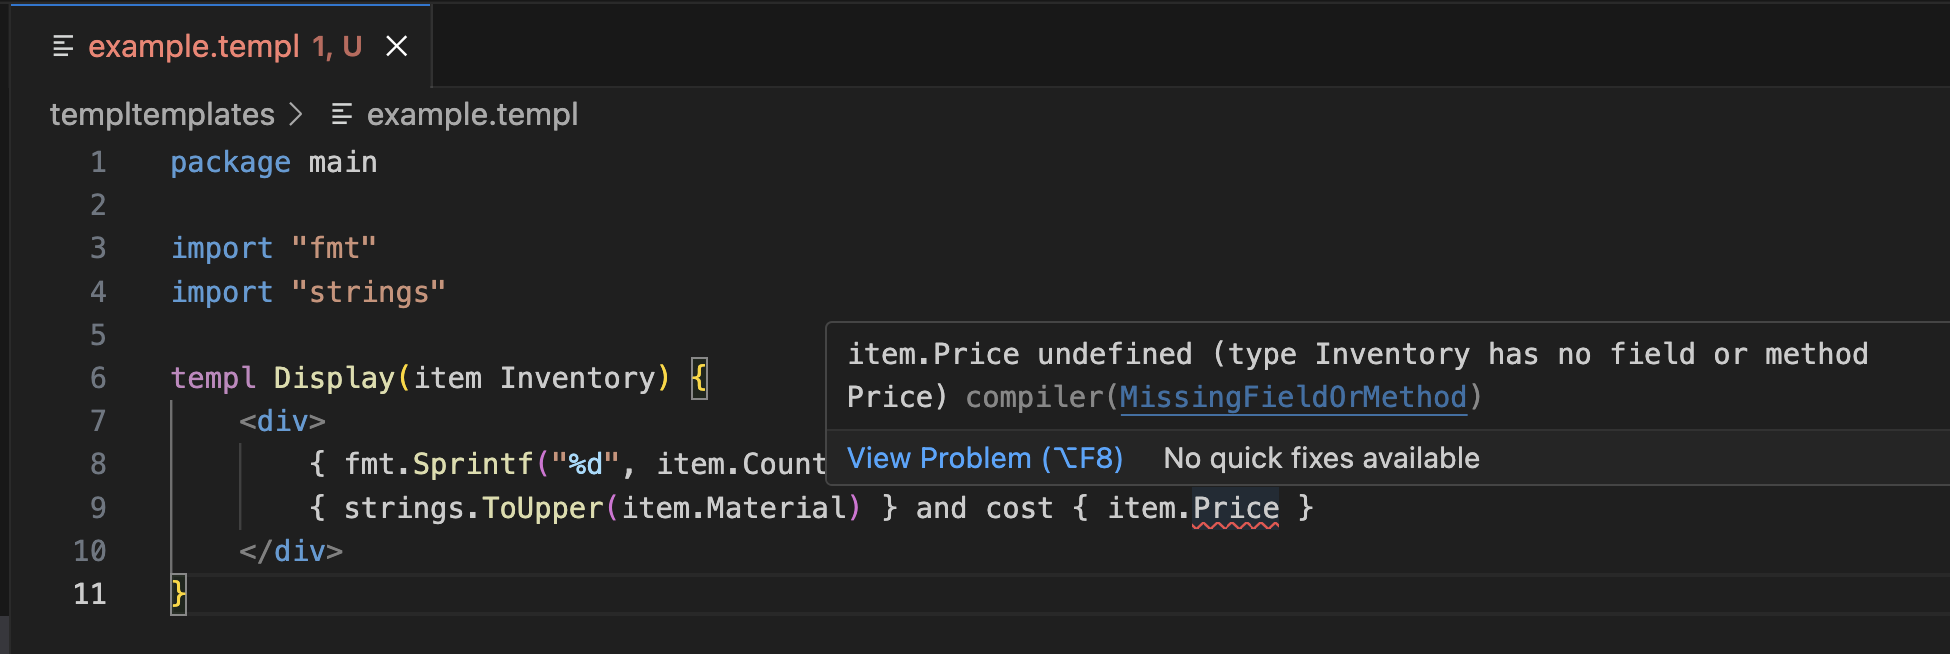 example.templ 1, U
templtemplates > example.templ
1 package main
2
3 import "fmt"
4 import "strings"
5
6 templ Display(item Inventory) {
7 <div>
8 { fmt.Sprintf("%d", item.Count
9 { strings.ToUpper(item.Material) } and cost { item.Price }
10 </div>
11 }
item.Price undefined (type Inventory has no field or method
Price) compiler(MissingFieldOrMethod)
View Problem (⌥F8) No quick fixes available